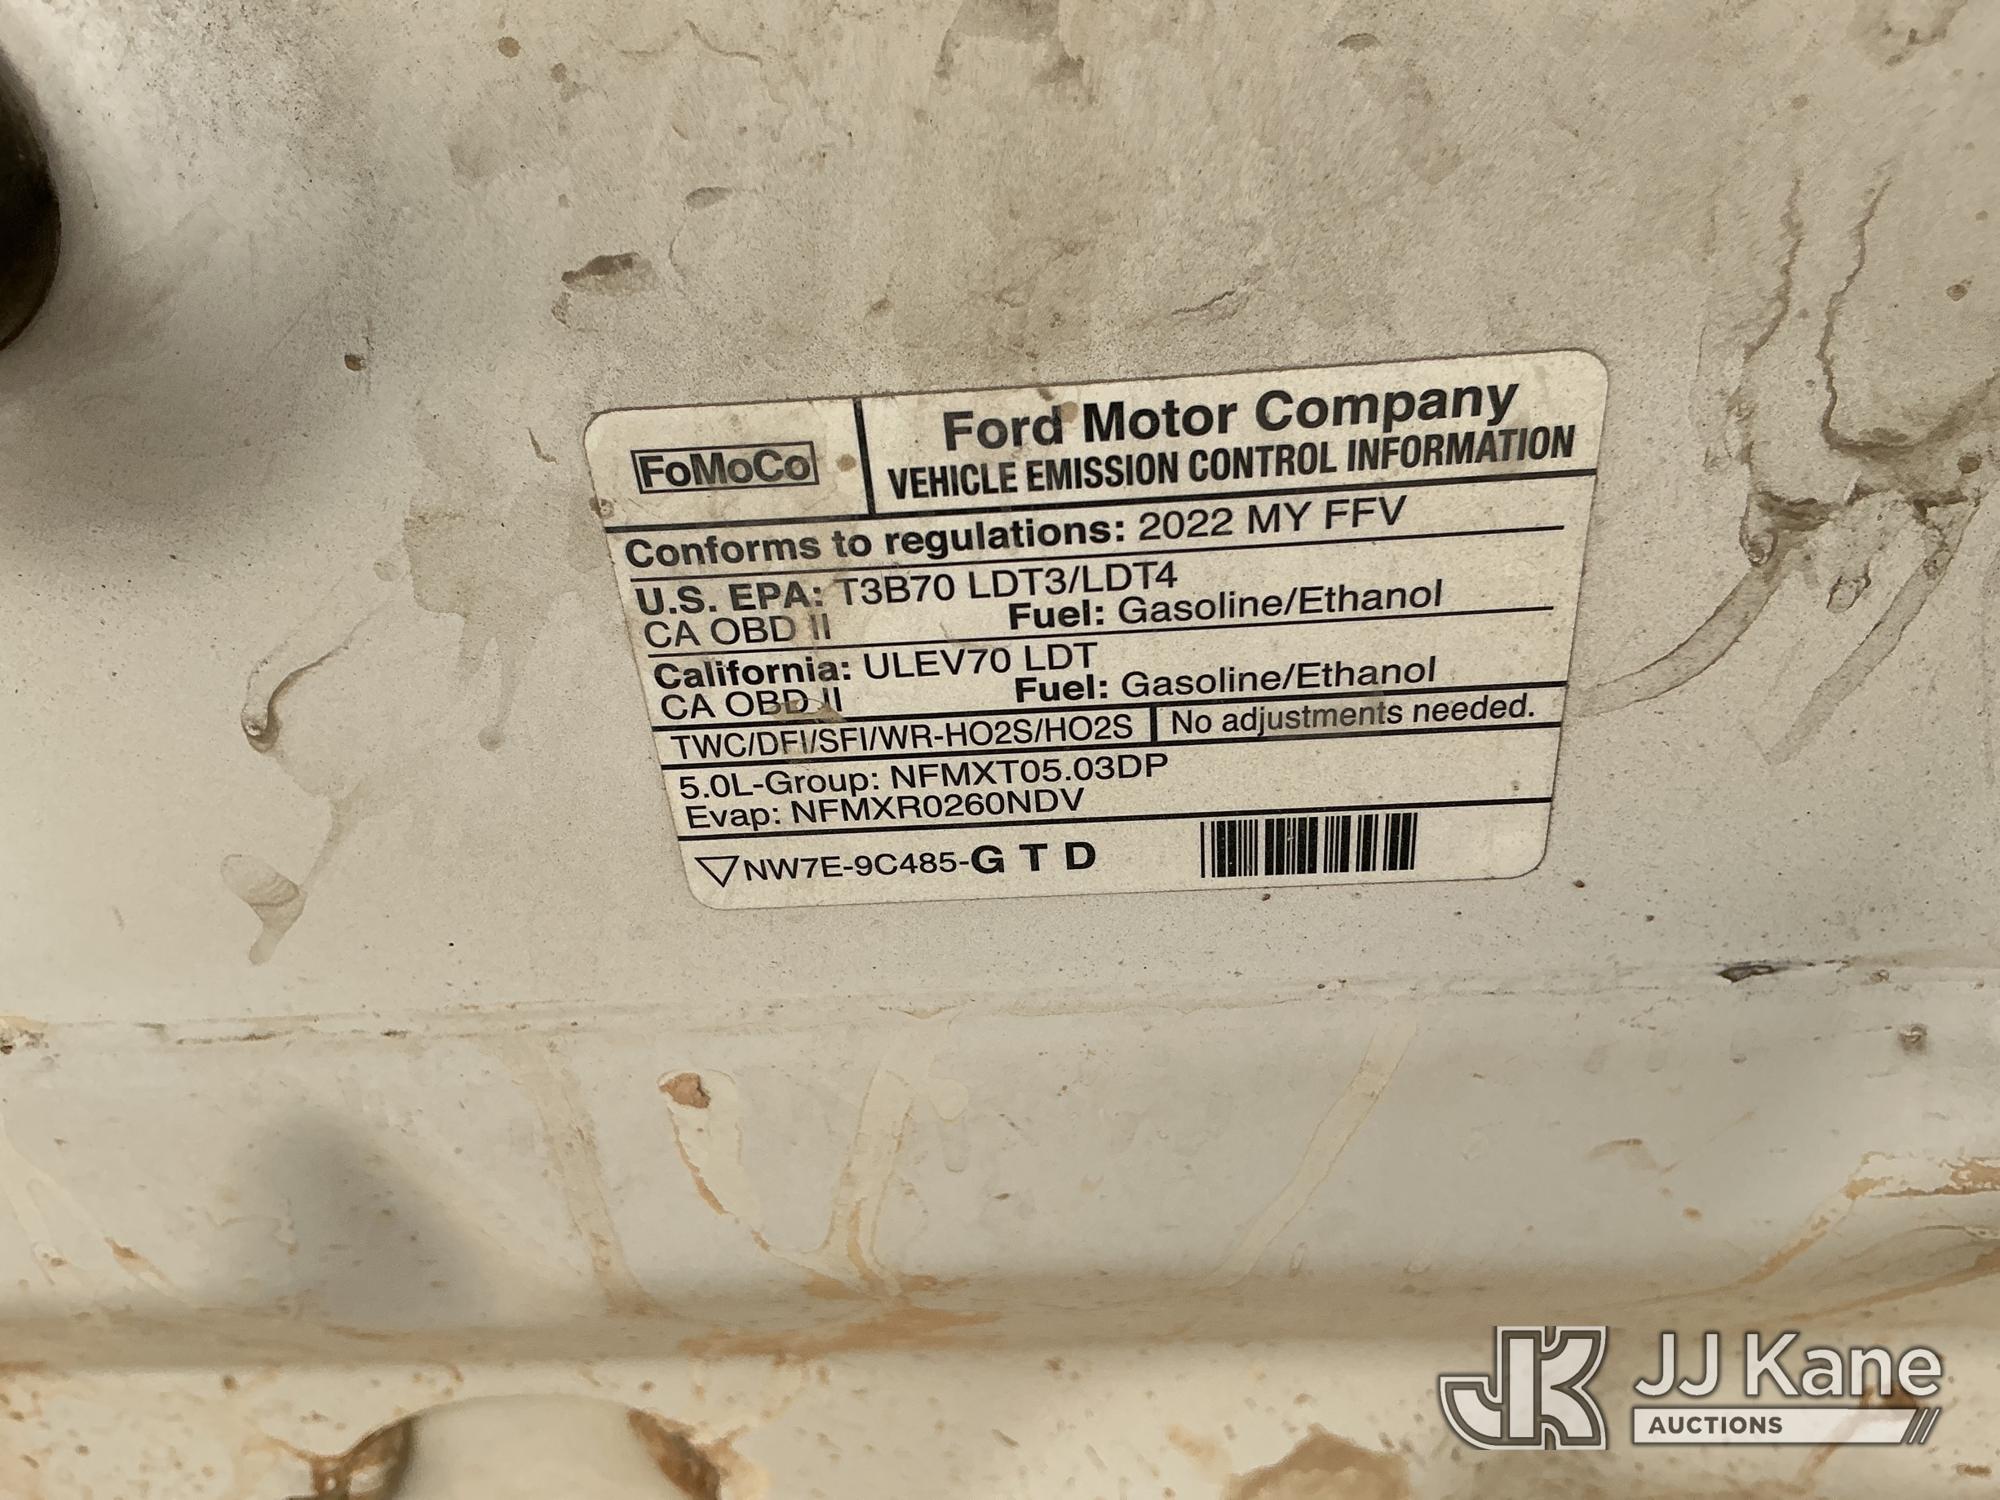 FoMoCo
Ford Motor Company
VEHICLE EMISSION CONTROL INFORMATION
Conforms to regulations: 2022 MY FFV
U.S. EPA: T3B70 LDT3/LDT4
CA OBD II Fuel: Gasoline/Ethanol
California: ULEV70 LDT
CA OBD II Fuel: Gasoline/Ethanol
TWC/DFI/SFI/WR-HO2S/HO2S No adjustments needed.
5.0L-Group: NFMXT05.03DP
Evap: NFMXR0260NDV
NW7E-9C485-G T D
JK JJ Kane
AUCTIONS